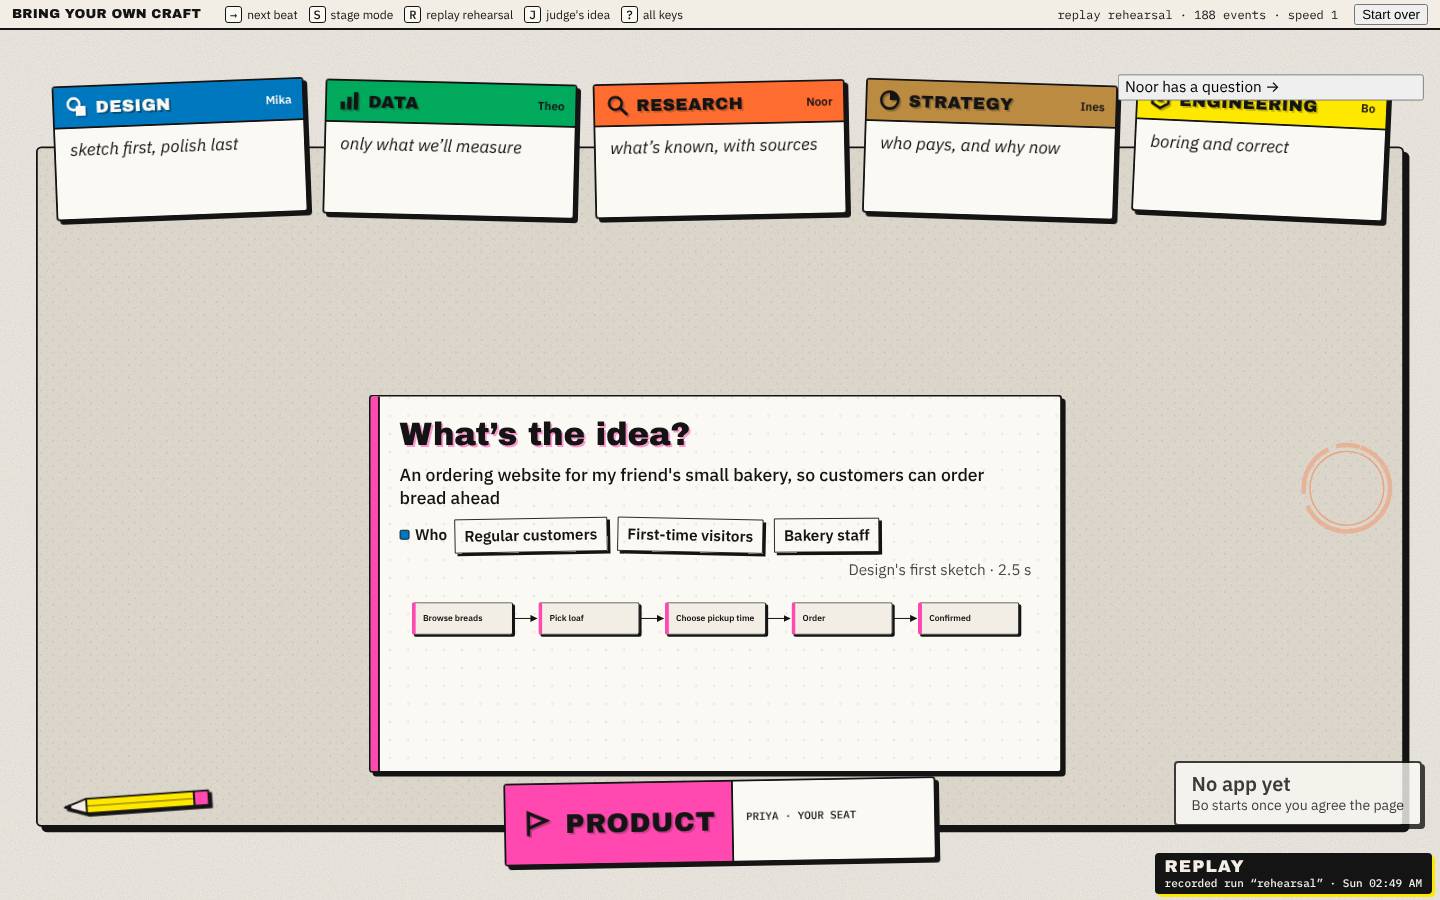 BRING YOUR OWN CRAFT → next beat S stage mode R replay rehearsal J judge's idea ? all keys replay rehearsal · 188 events · speed 1 Start over
Noor has a question →
DESIGN Mika
sketch first, polish last
DATA Theo
only what we’ll measure
RESEARCH Noor
what’s known, with sources
STRATEGY Ines
who pays, and why now
ENGINEERING Bo
boring and correct
What’s the idea?
An ordering website for my friend's small bakery, so customers can order
bread ahead
Who Regular customers First-time visitors Bakery staff
Design's first sketch · 2.5 s
Browse breads Pick loaf Choose pickup time Order Confirmed
PRODUCT PRIYA · YOUR SEAT
No app yet
Bo starts once you agree the page
REPLAY
recorded run “rehearsal” · Sun 02:49 AM